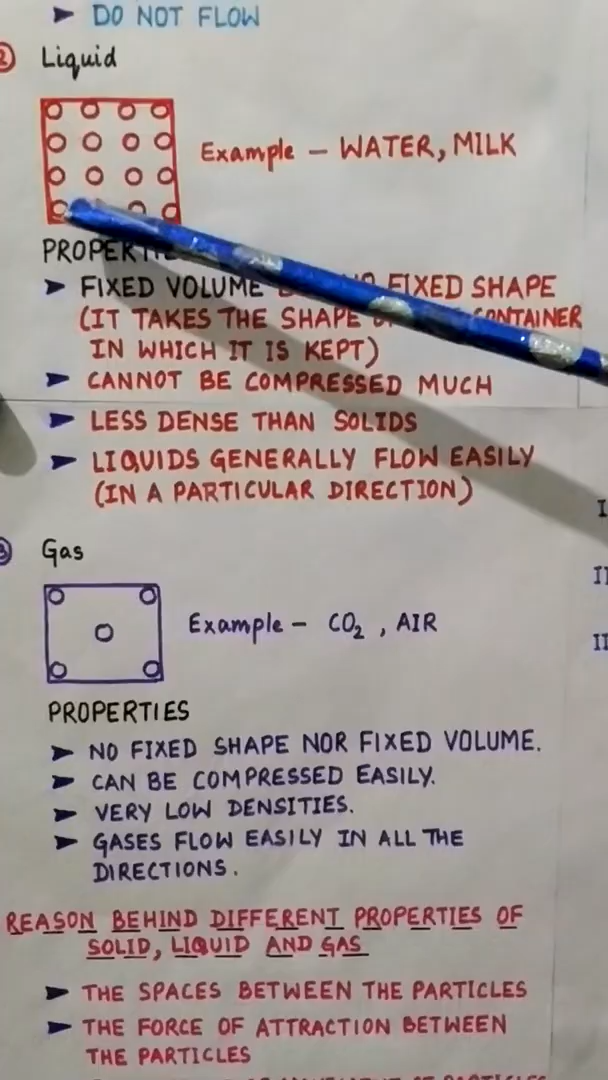 ➤ DO NOT FLOW
② Liquid
Example – WATER, MILK
➤ FIXED VOLUME FIXED SHAPE
(IT TAKES THE SHAPE CONTAINER
IN WHICH IT IS KEPT)
➤ CANNOT BE COMPRESSED MUCH
➤ LESS DENSE THAN SOLIDS
➤ LIQUIDS GENERALLY FLOW EASILY
(IN A PARTICULAR DIRECTION)
③ Gas
Example – CO₂ , AIR
PROPERTIES
➤ NO FIXED SHAPE NOR FIXED VOLUME.
➤ CAN BE COMPRESSED EASILY.
➤ VERY LOW DENSITIES.
➤ GASES FLOW EASILY IN ALL THE
DIRECTIONS.
REASON BEHIND DIFFERENT PROPERTIES OF
SOLID, LIQUID AND GAS
➤ THE SPACES BETWEEN THE PARTICLES
➤ THE FORCE OF ATTRACTION BETWEEN
THE PARTICLES